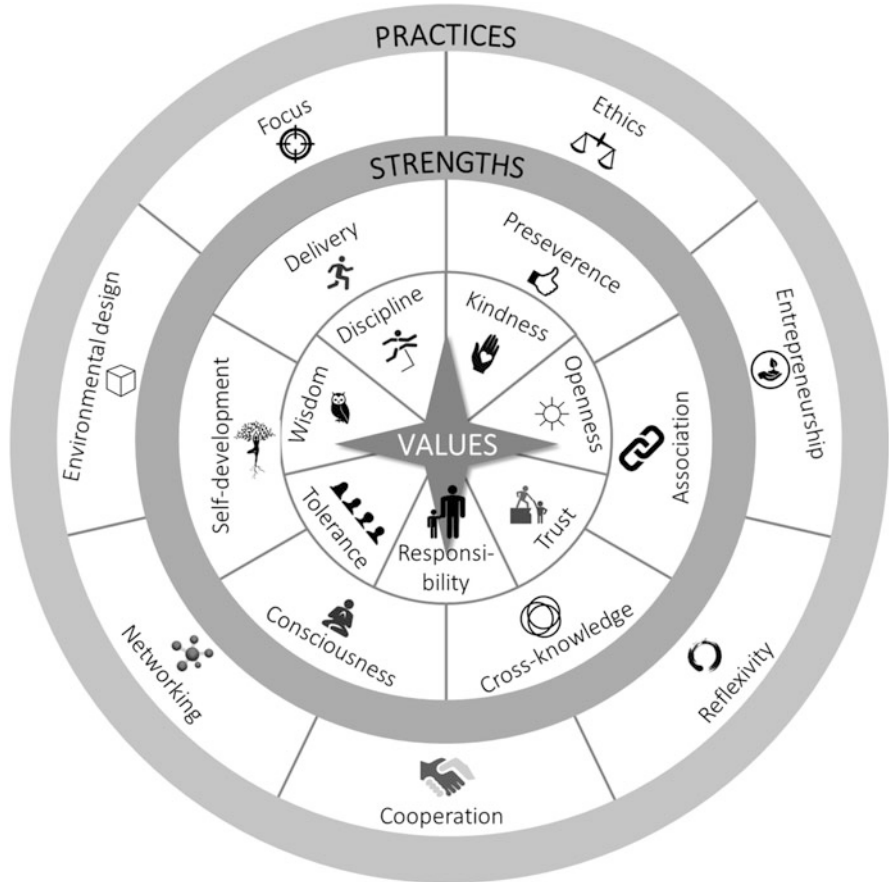 PRACTICES
Focus
Ethics
Environmental design
Entrepreneurship
Networking
Reflexivity
Cooperation
STRENGTHS
Delivery
Preseverence
Self-development
Association
Consciousness
Cross-knowledge
Discipline
Kindness
Wisdom
Openness
VALUES
Tolerance
Trust
Responsi-
bility